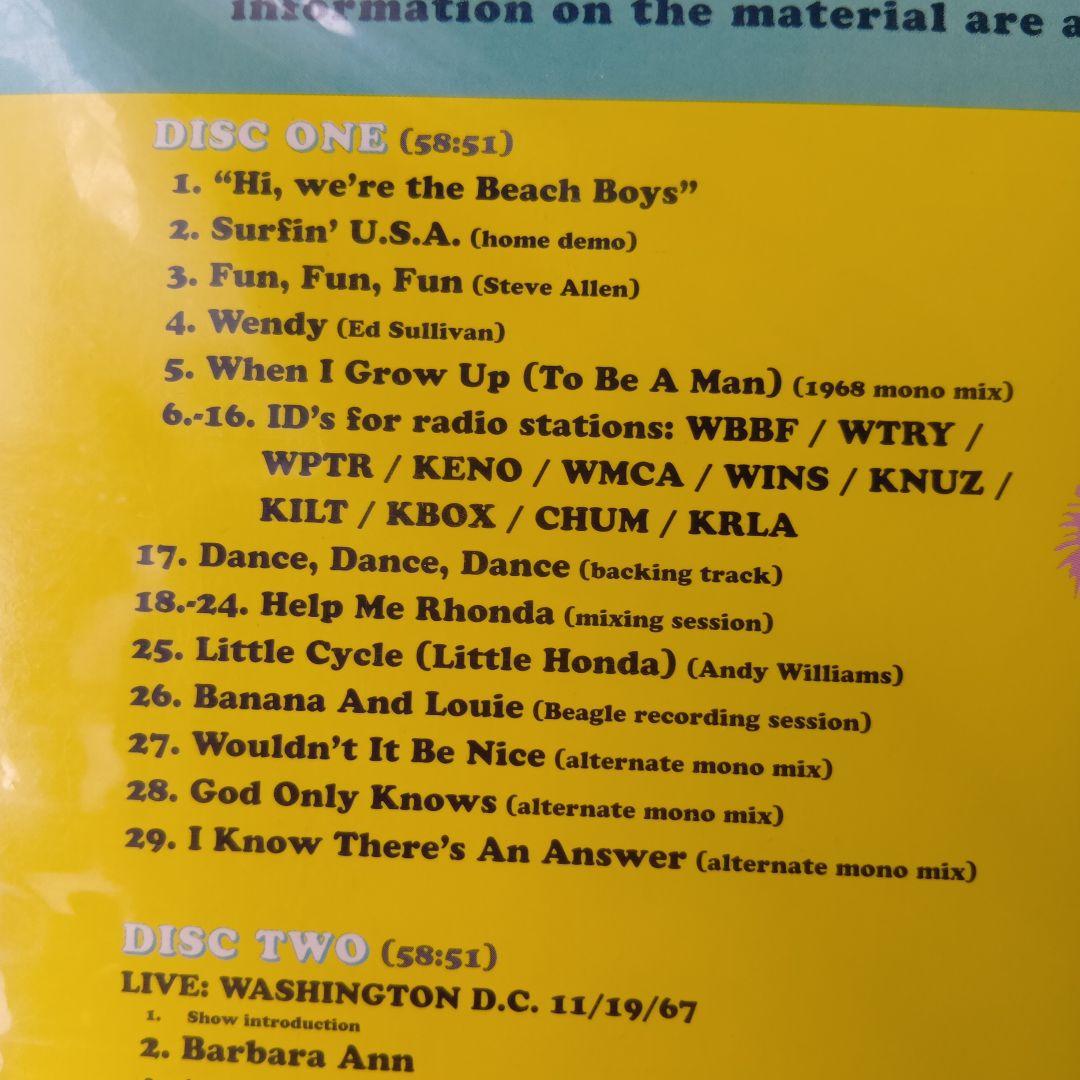 information on the material are a
DISC ONE (58:51)
1. “Hi, we’re the Beach Boys”
2. Surfin’ U.S.A. (home demo)
3. Fun, Fun, Fun (Steve Allen)
4. Wendy (Ed Sullivan)
5. When I Grow Up (To Be A Man) (1968 mono mix)
6.-16. ID’s for radio stations: WBBF / WTRY /
WPTR / KENO / WMCA / WINS / KNUZ /
KILT / KBOX / CHUM / KRLA
17. Dance, Dance, Dance (backing track)
18.-24. Help Me Rhonda (mixing session)
25. Little Cycle (Little Honda) (Andy Williams)
26. Banana And Louie (Beagle recording session)
27. Wouldn’t It Be Nice (alternate mono mix)
28. God Only Knows (alternate mono mix)
29. I Know There’s An Answer (alternate mono mix)
DISC TWO (58:51)
LIVE: WASHINGTON D.C. 11/19/67
1. Show introduction
2. Barbara Ann